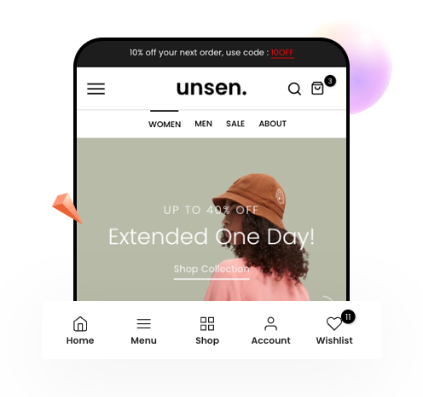 10% off your next order, use code : 10OFF
unsen.
3
WOMEN MEN SALE ABOUT
UP TO 40% OFF
Extended One Day!
Shop Collection
11
Home Menu Shop Account Wishlist